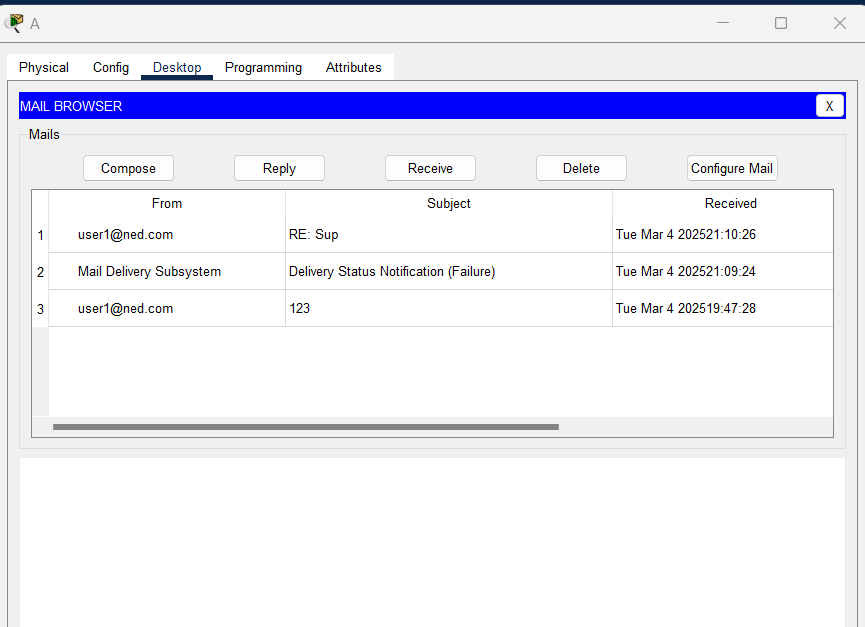 A
Physical Config Desktop Programming Attributes
MAIL BROWSER X
Mails
Compose Reply Receive Delete Configure Mail
From Subject Received
1 user1@ned.com RE: Sup Tue Mar 4 202521:10:26
2 Mail Delivery Subsystem Delivery Status Notification (Failure) Tue Mar 4 202521:09:24
3 user1@ned.com 123 Tue Mar 4 202519:47:28